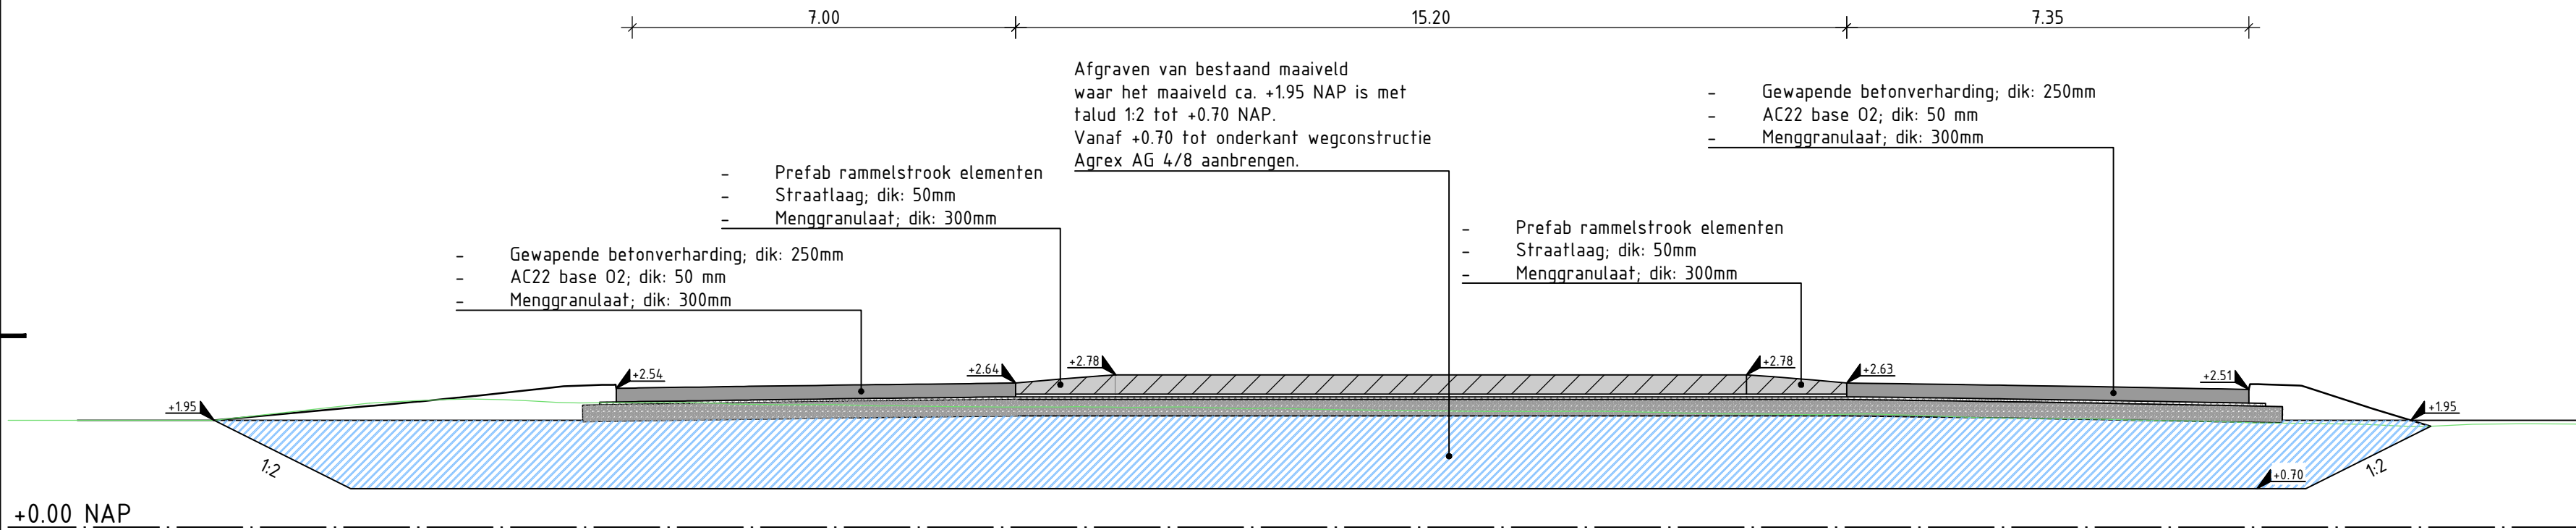 7.00
15.20
7.35
Afgraven van bestaand maaiveld
waar het maaiveld ca. +1.95 NAP is met
talud 1:2 tot +0.70 NAP.
Vanaf +0.70 tot onderkant wegconstructie
Agrex AG 4/8 aanbrengen.
- Gewapende betonverharding; dik: 250mm
- AC22 base O2; dik: 50 mm
- Menggranulaat; dik: 300mm
- Prefab rammelstrook elementen
- Straatlaag; dik: 50mm
- Menggranulaat; dik: 300mm
- Prefab rammelstrook elementen
- Straatlaag; dik: 50mm
- Menggranulaat; dik: 300mm
- Gewapende betonverharding; dik: 250mm
- AC22 base O2; dik: 50 mm
- Menggranulaat; dik: 300mm
+1.95
+2.54
+2.64
+2.78
+2.78
+2.63
+2.51
+1.95
1:2
1:2
+0.70
+0.00 NAP